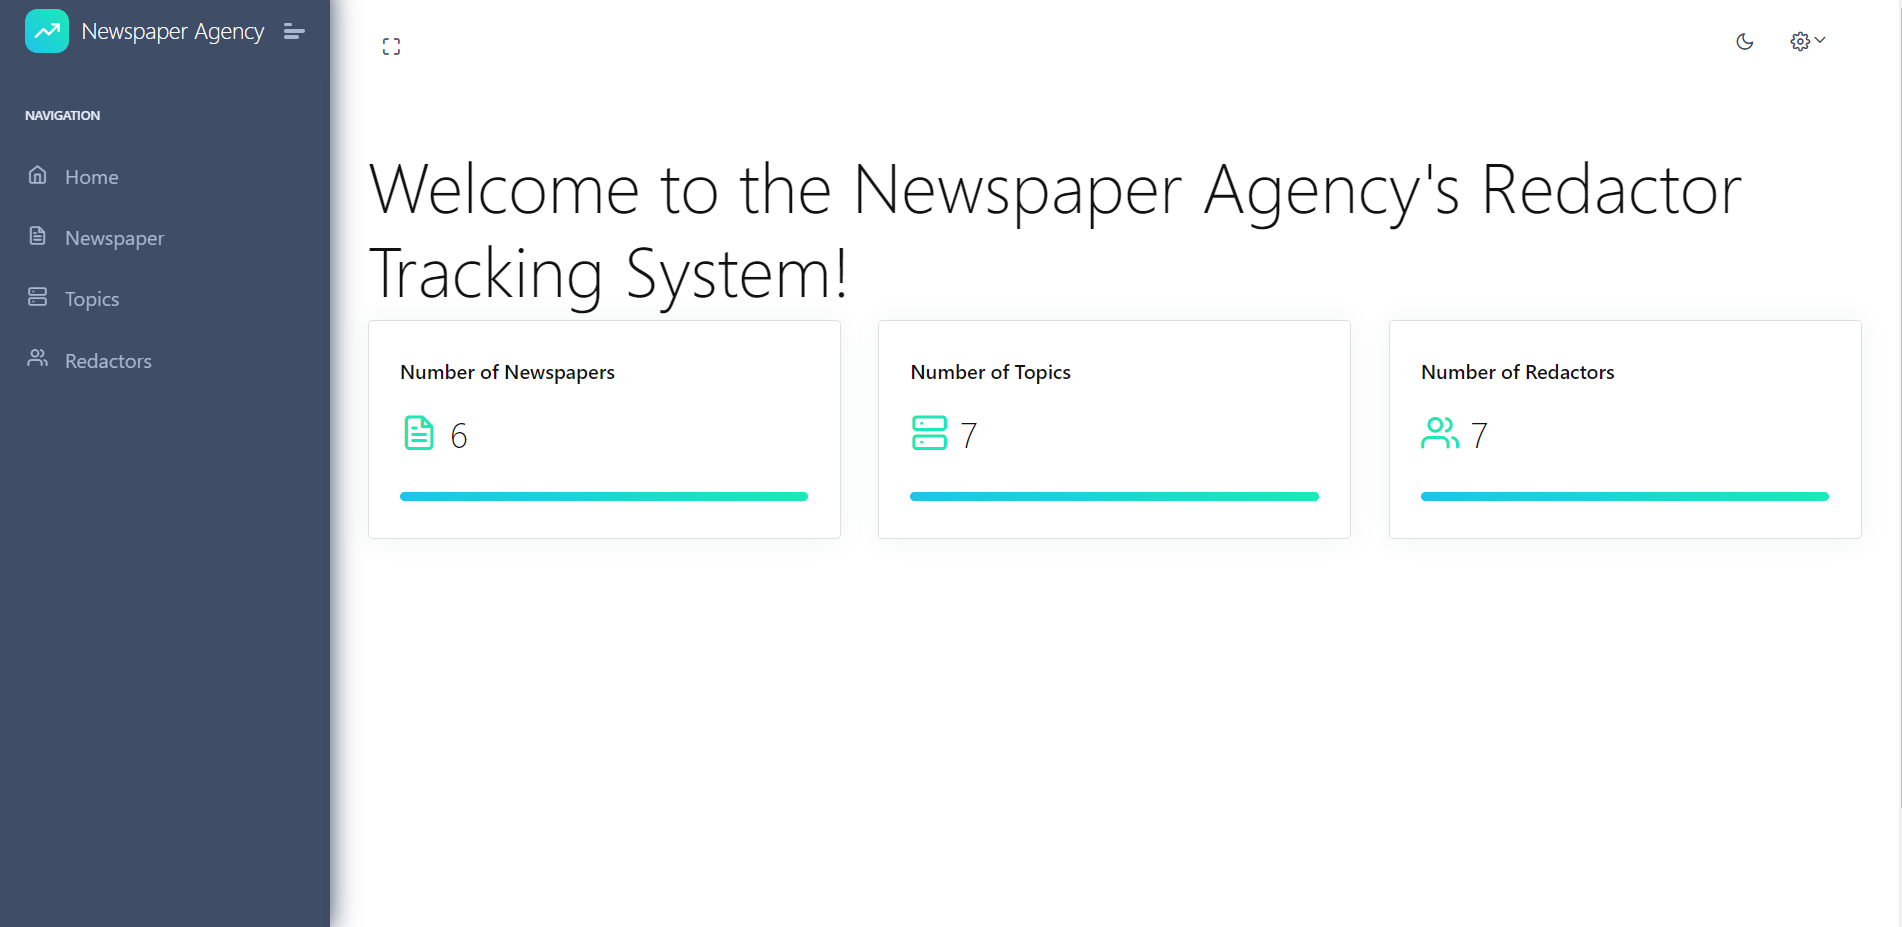 Newspaper Agency
NAVIGATION
Home
Newspaper
Topics
Redactors
Welcome to the Newspaper Agency's Redactor
Tracking System!
Number of Newspapers
6
Number of Topics
7
Number of Redactors
7